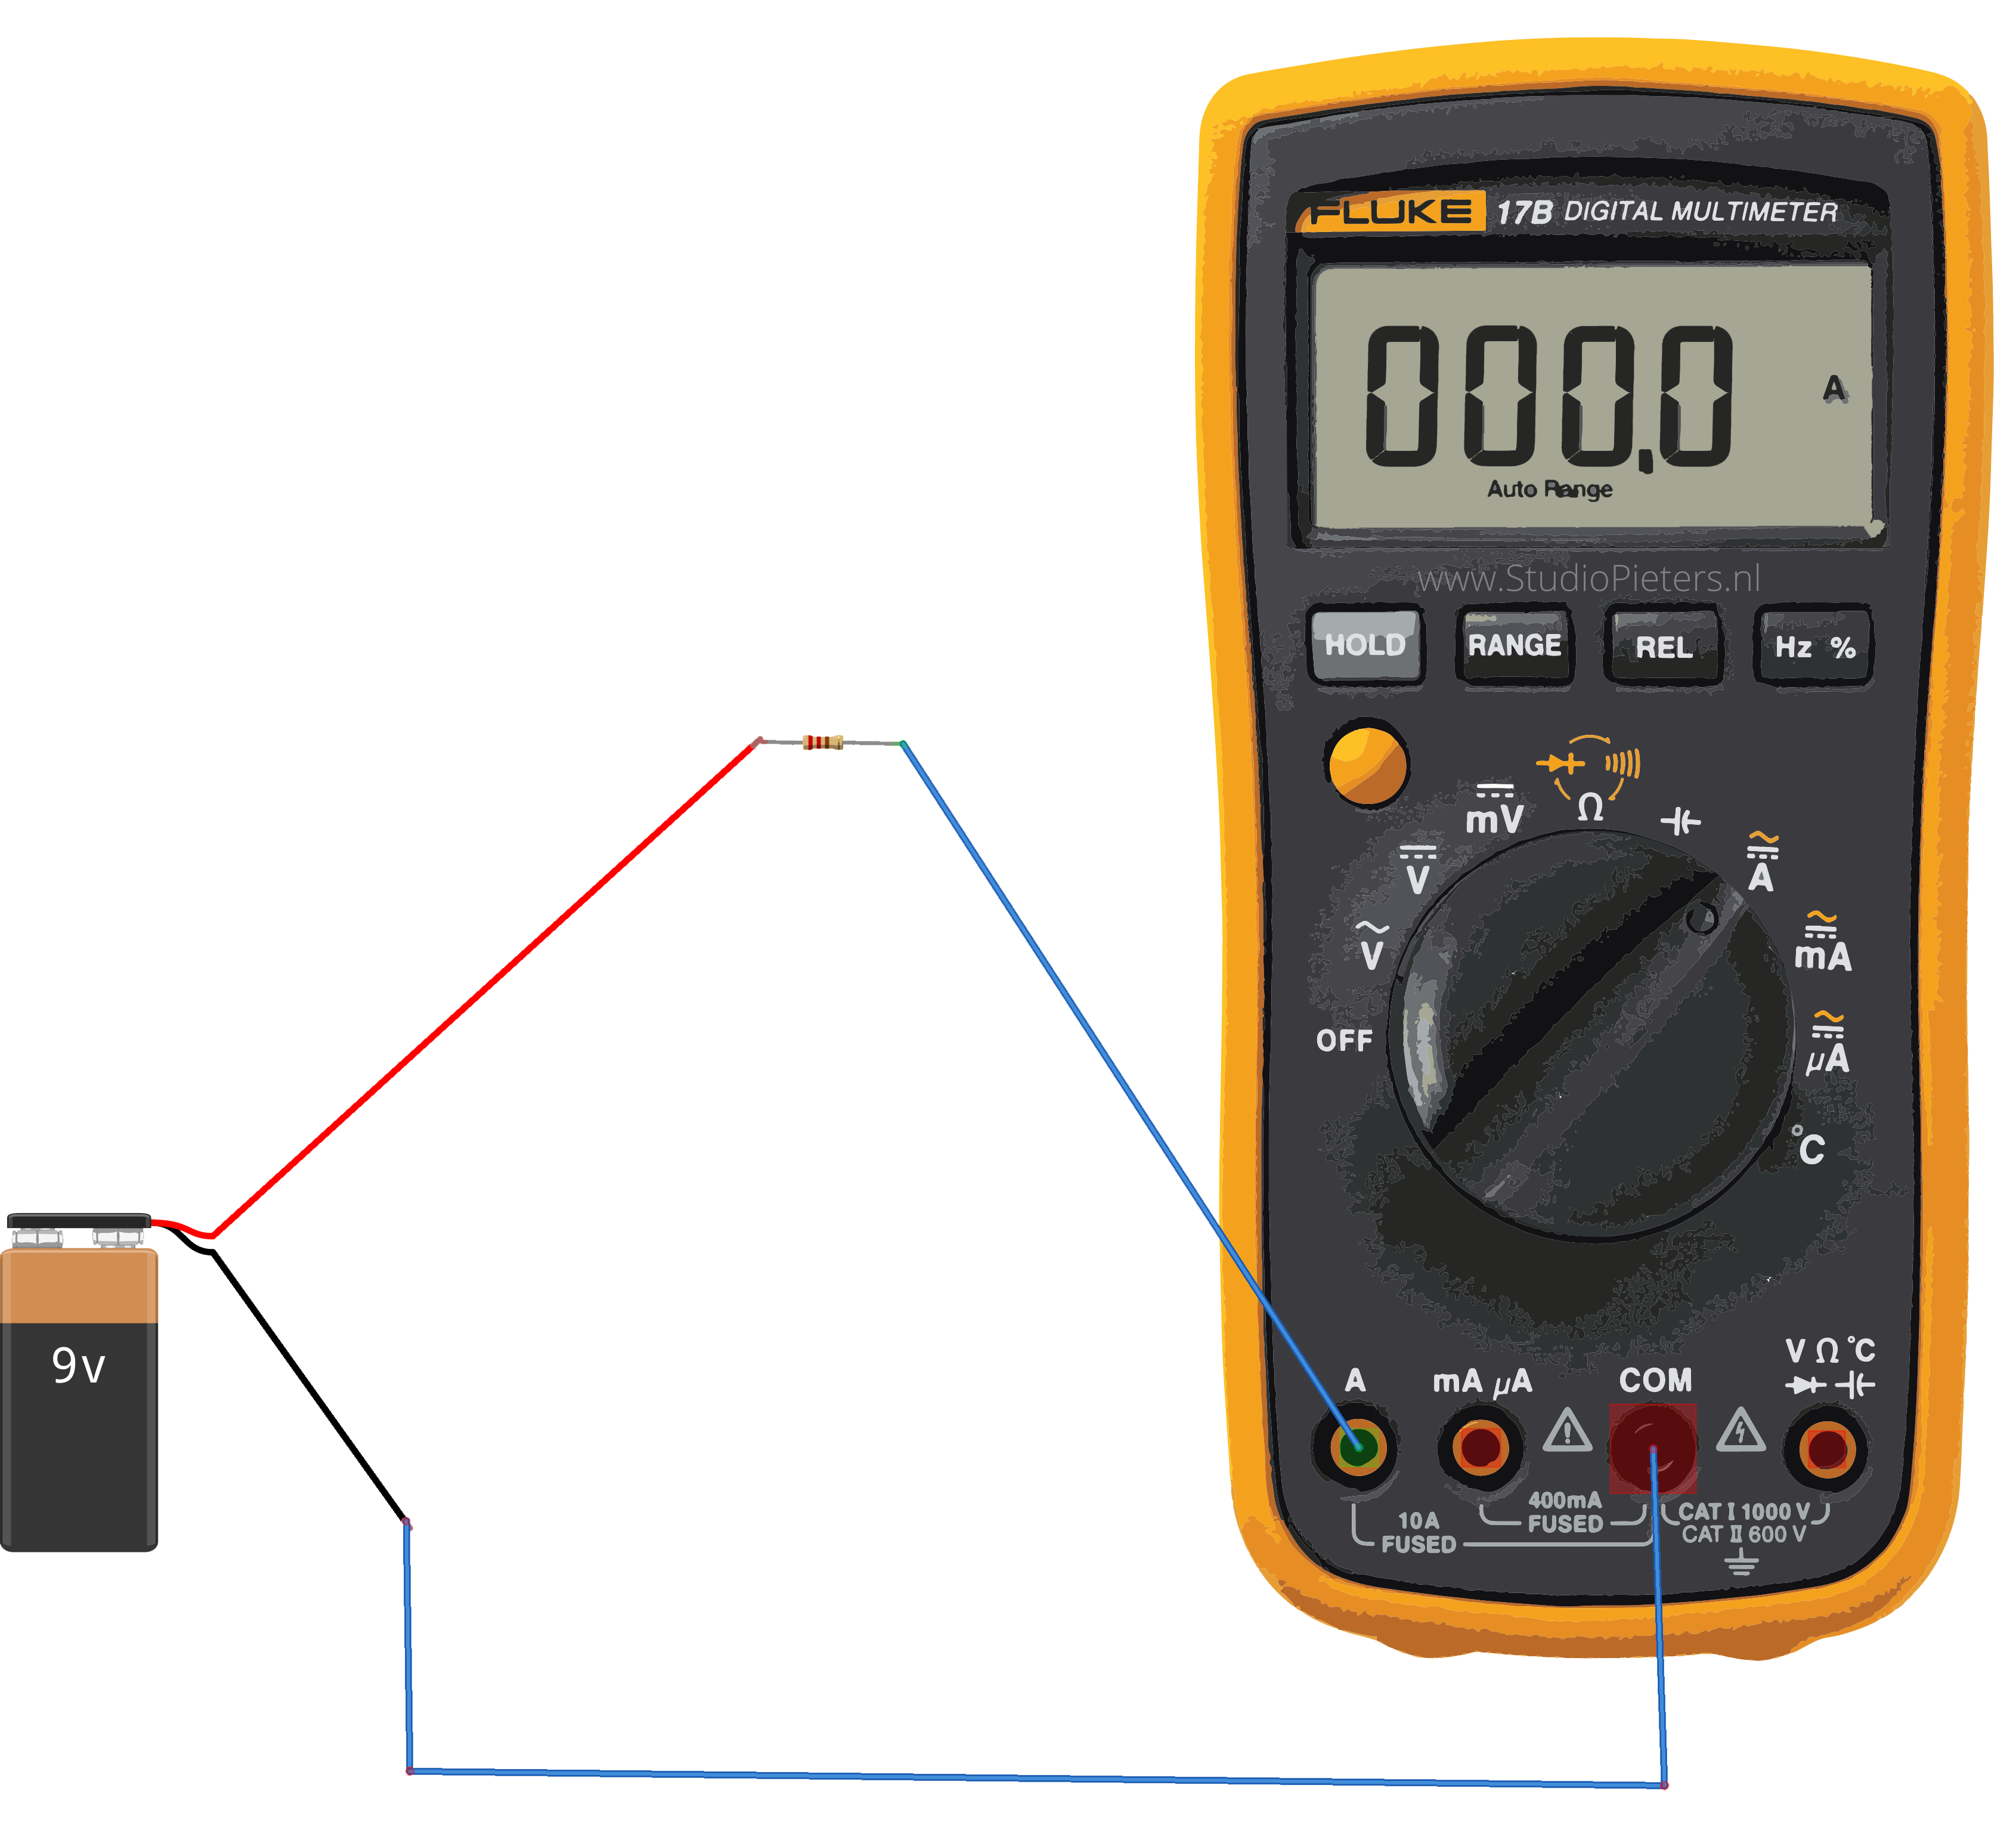 FLUKE 17B DIGITAL MULTIMETER
000.0 A
Auto Range
www.StudioPieters.nl
HOLD RANGE REL Hz %
mV Ω
V A
V mA
OFF μA
°C
9v
V Ω °C
A mA μA COM
400mA
FUSED
10A
FUSED
CAT I 1000 V
CAT II 600 V